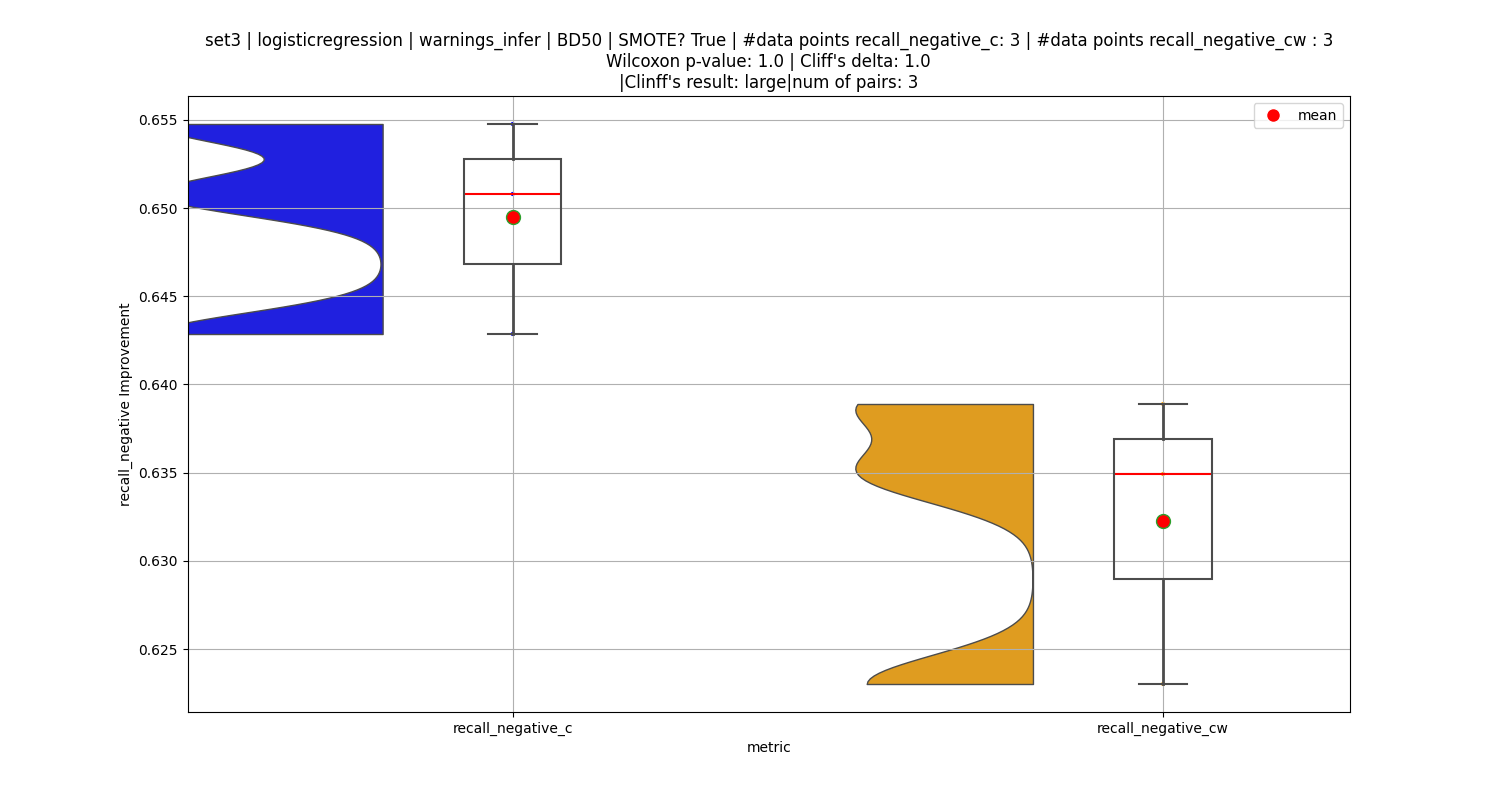 set3 | logisticregression | warnings_infer | BD50 | SMOTE? True | #data points recall_negative_c: 3 | #data points recall_negative_cw : 3
Wilcoxon p-value: 1.0 | Cliff's delta: 1.0
|Clinff's result: large|num of pairs: 3
mean
0.655
0.650
0.645
0.640
0.635
0.630
0.625
recall_negative Improvement
recall_negative_c
recall_negative_cw
metric